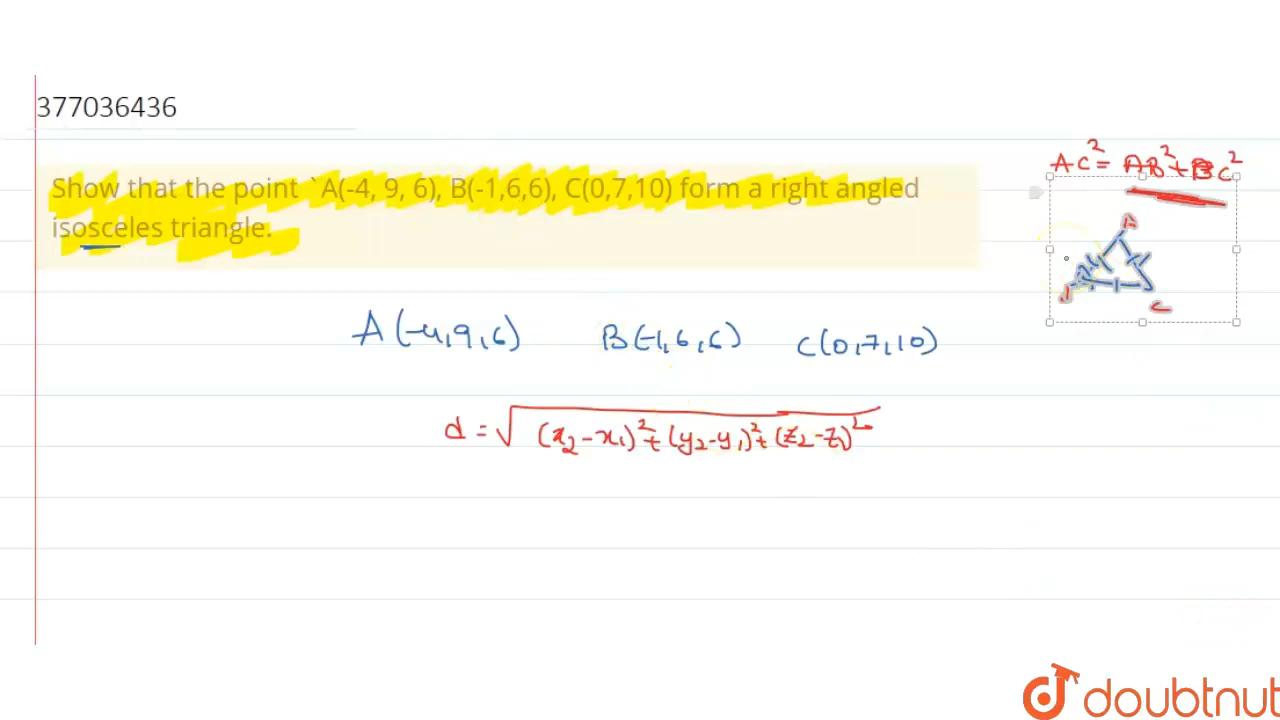 377036436
Show that the point `A(-4, 9, 6), B(-1,6,6), C(0,7,10) form a right angled
isosceles triangle.
AC²= AB²+BC²
A
C
A(-4,9,6) B(-1,6,6) C(0,7,10)
d = √(x₂-x₁)²+(y₂-y₁)²+(z₂-z₁)²
doubtnut